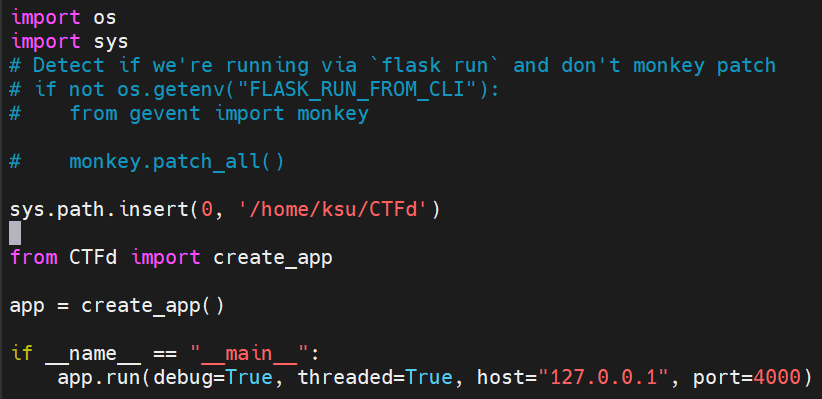 import os
import sys
# Detect if we're running via `flask run` and don't monkey patch
# if not os.getenv("FLASK_RUN_FROM_CLI"):
#    from gevent import monkey
#    monkey.patch_all()
sys.path.insert(0, '/home/ksu/CTFd')
from CTFd import create_app
app = create_app()
if __name__ == "__main__":
    app.run(debug=True, threaded=True, host="127.0.0.1", port=4000)